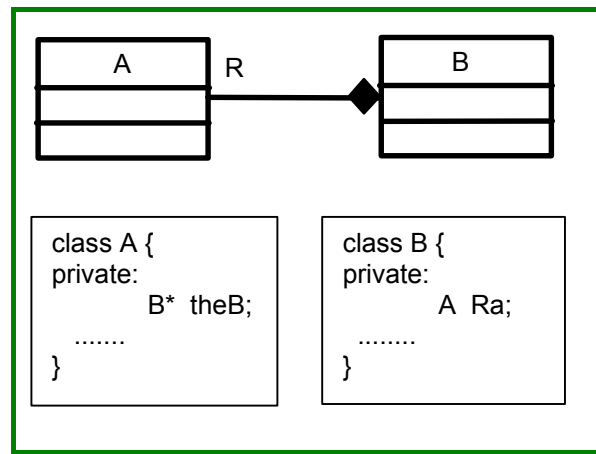 A
R
B
class A {
private:
B* theB;
.......
}
class B {
private:
A Ra;
........
}